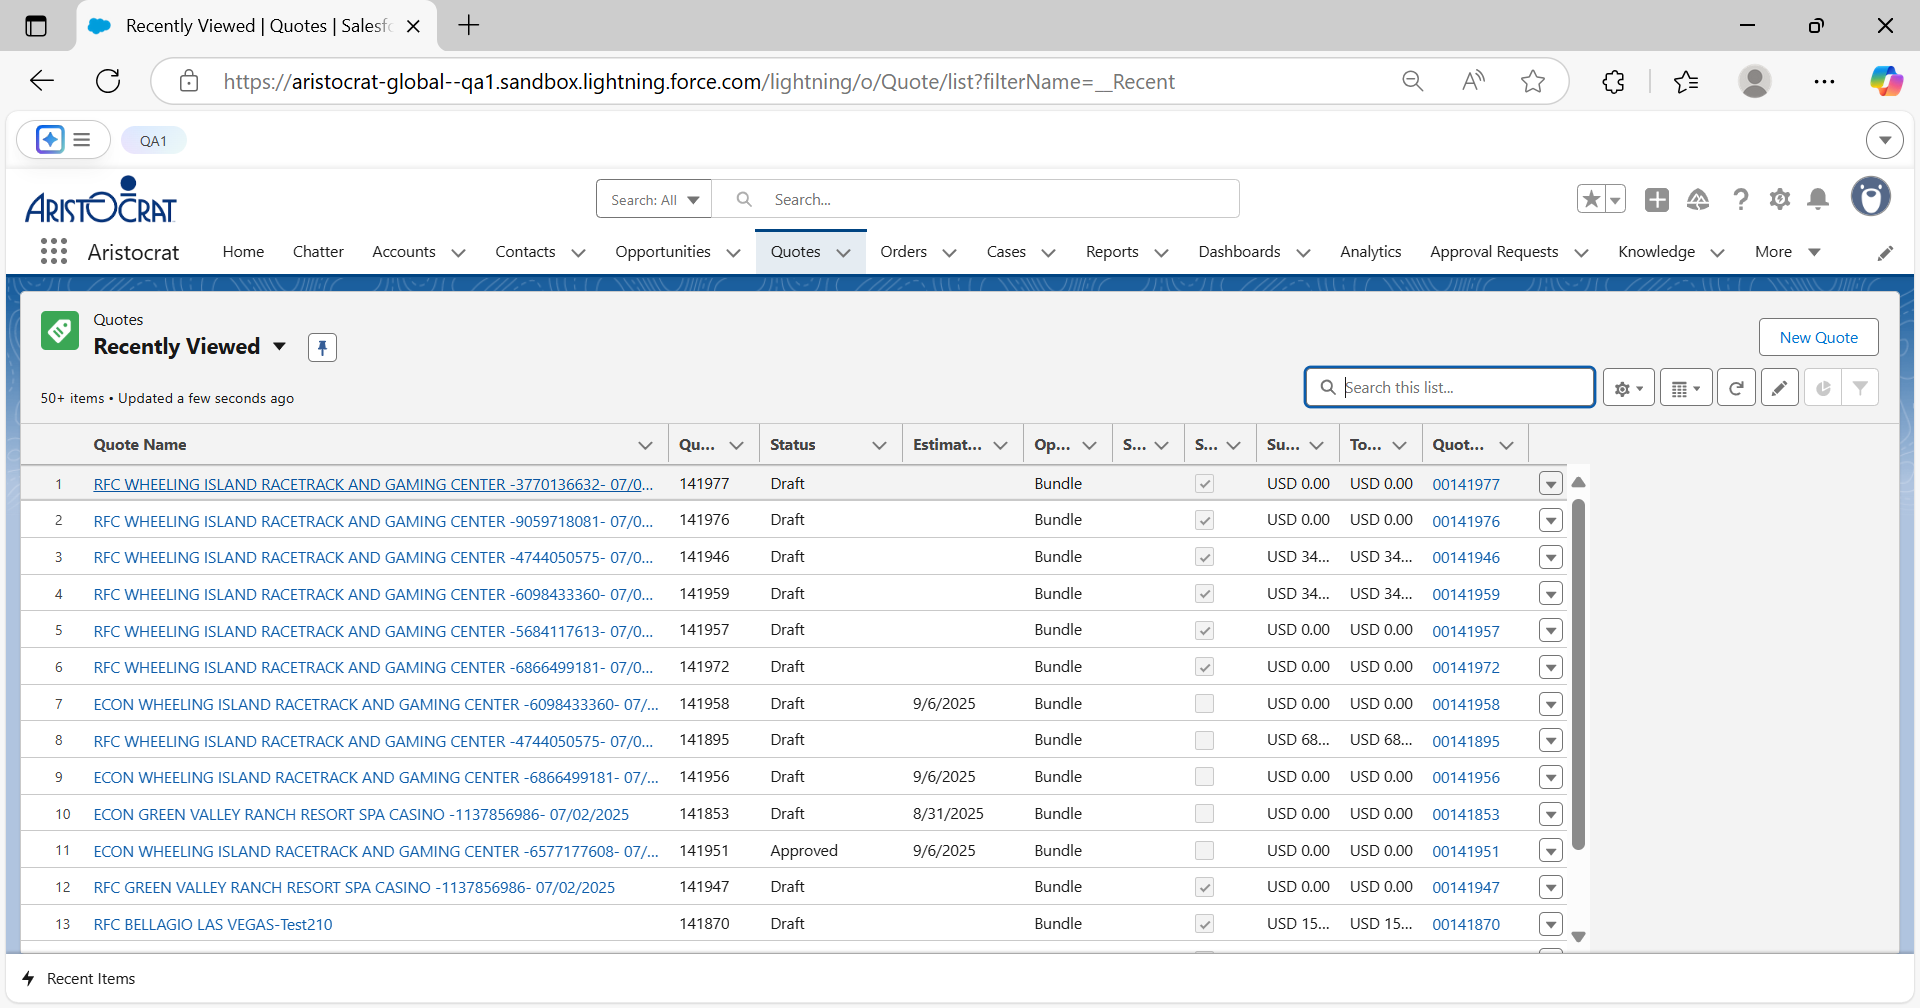 Recently Viewed | Quotes | Salesfo
https://aristocrat-global--qa1.sandbox.lightning.force.com/lightning/o/Quote/list?filterName=__Recent
QA1
ARISTOCRAT
Search: All
Search...
Aristocrat
Home
Chatter
Accounts
Contacts
Opportunities
Quotes
Orders
Cases
Reports
Dashboards
Analytics
Approval Requests
Knowledge
More
Quotes
Recently Viewed
New Quote
50+ items • Updated a few seconds ago
Search this list...
Quote Name Qu... Status Estimat... Op... S... S... Su... To... Quot...
1 RFC WHEELING ISLAND RACETRACK AND GAMING CENTER -3770136632- 07/0... 141977 Draft Bundle USD 0.00 USD 0.00 00141977
2 RFC WHEELING ISLAND RACETRACK AND GAMING CENTER -9059718081- 07/0... 141976 Draft Bundle USD 0.00 USD 0.00 00141976
3 RFC WHEELING ISLAND RACETRACK AND GAMING CENTER -4744050575- 07/0... 141946 Draft Bundle USD 34... USD 34... 00141946
4 RFC WHEELING ISLAND RACETRACK AND GAMING CENTER -6098433360- 07/0... 141959 Draft Bundle USD 34... USD 34... 00141959
5 RFC WHEELING ISLAND RACETRACK AND GAMING CENTER -5684117613- 07/0... 141957 Draft Bundle USD 0.00 USD 0.00 00141957
6 RFC WHEELING ISLAND RACETRACK AND GAMING CENTER -6866499181- 07/0... 141972 Draft Bundle USD 0.00 USD 0.00 00141972
7 ECON WHEELING ISLAND RACETRACK AND GAMING CENTER -6098433360- 07/... 141958 Draft 9/6/2025 Bundle USD 0.00 USD 0.00 00141958
8 RFC WHEELING ISLAND RACETRACK AND GAMING CENTER -4744050575- 07/0... 141895 Draft Bundle USD 68... USD 68... 00141895
9 ECON WHEELING ISLAND RACETRACK AND GAMING CENTER -6866499181- 07/... 141956 Draft 9/6/2025 Bundle USD 0.00 USD 0.00 00141956
10 ECON GREEN VALLEY RANCH RESORT SPA CASINO -1137856986- 07/02/2025 141853 Draft 8/31/2025 Bundle USD 0.00 USD 0.00 00141853
11 ECON WHEELING ISLAND RACETRACK AND GAMING CENTER -6577177608- 07/... 141951 Approved 9/6/2025 Bundle USD 0.00 USD 0.00 00141951
12 RFC GREEN VALLEY RANCH RESORT SPA CASINO -1137856986- 07/02/2025 141947 Draft Bundle USD 0.00 USD 0.00 00141947
13 RFC BELLAGIO LAS VEGAS-Test210 141870 Draft Bundle USD 15... USD 15... 00141870
Recent Items